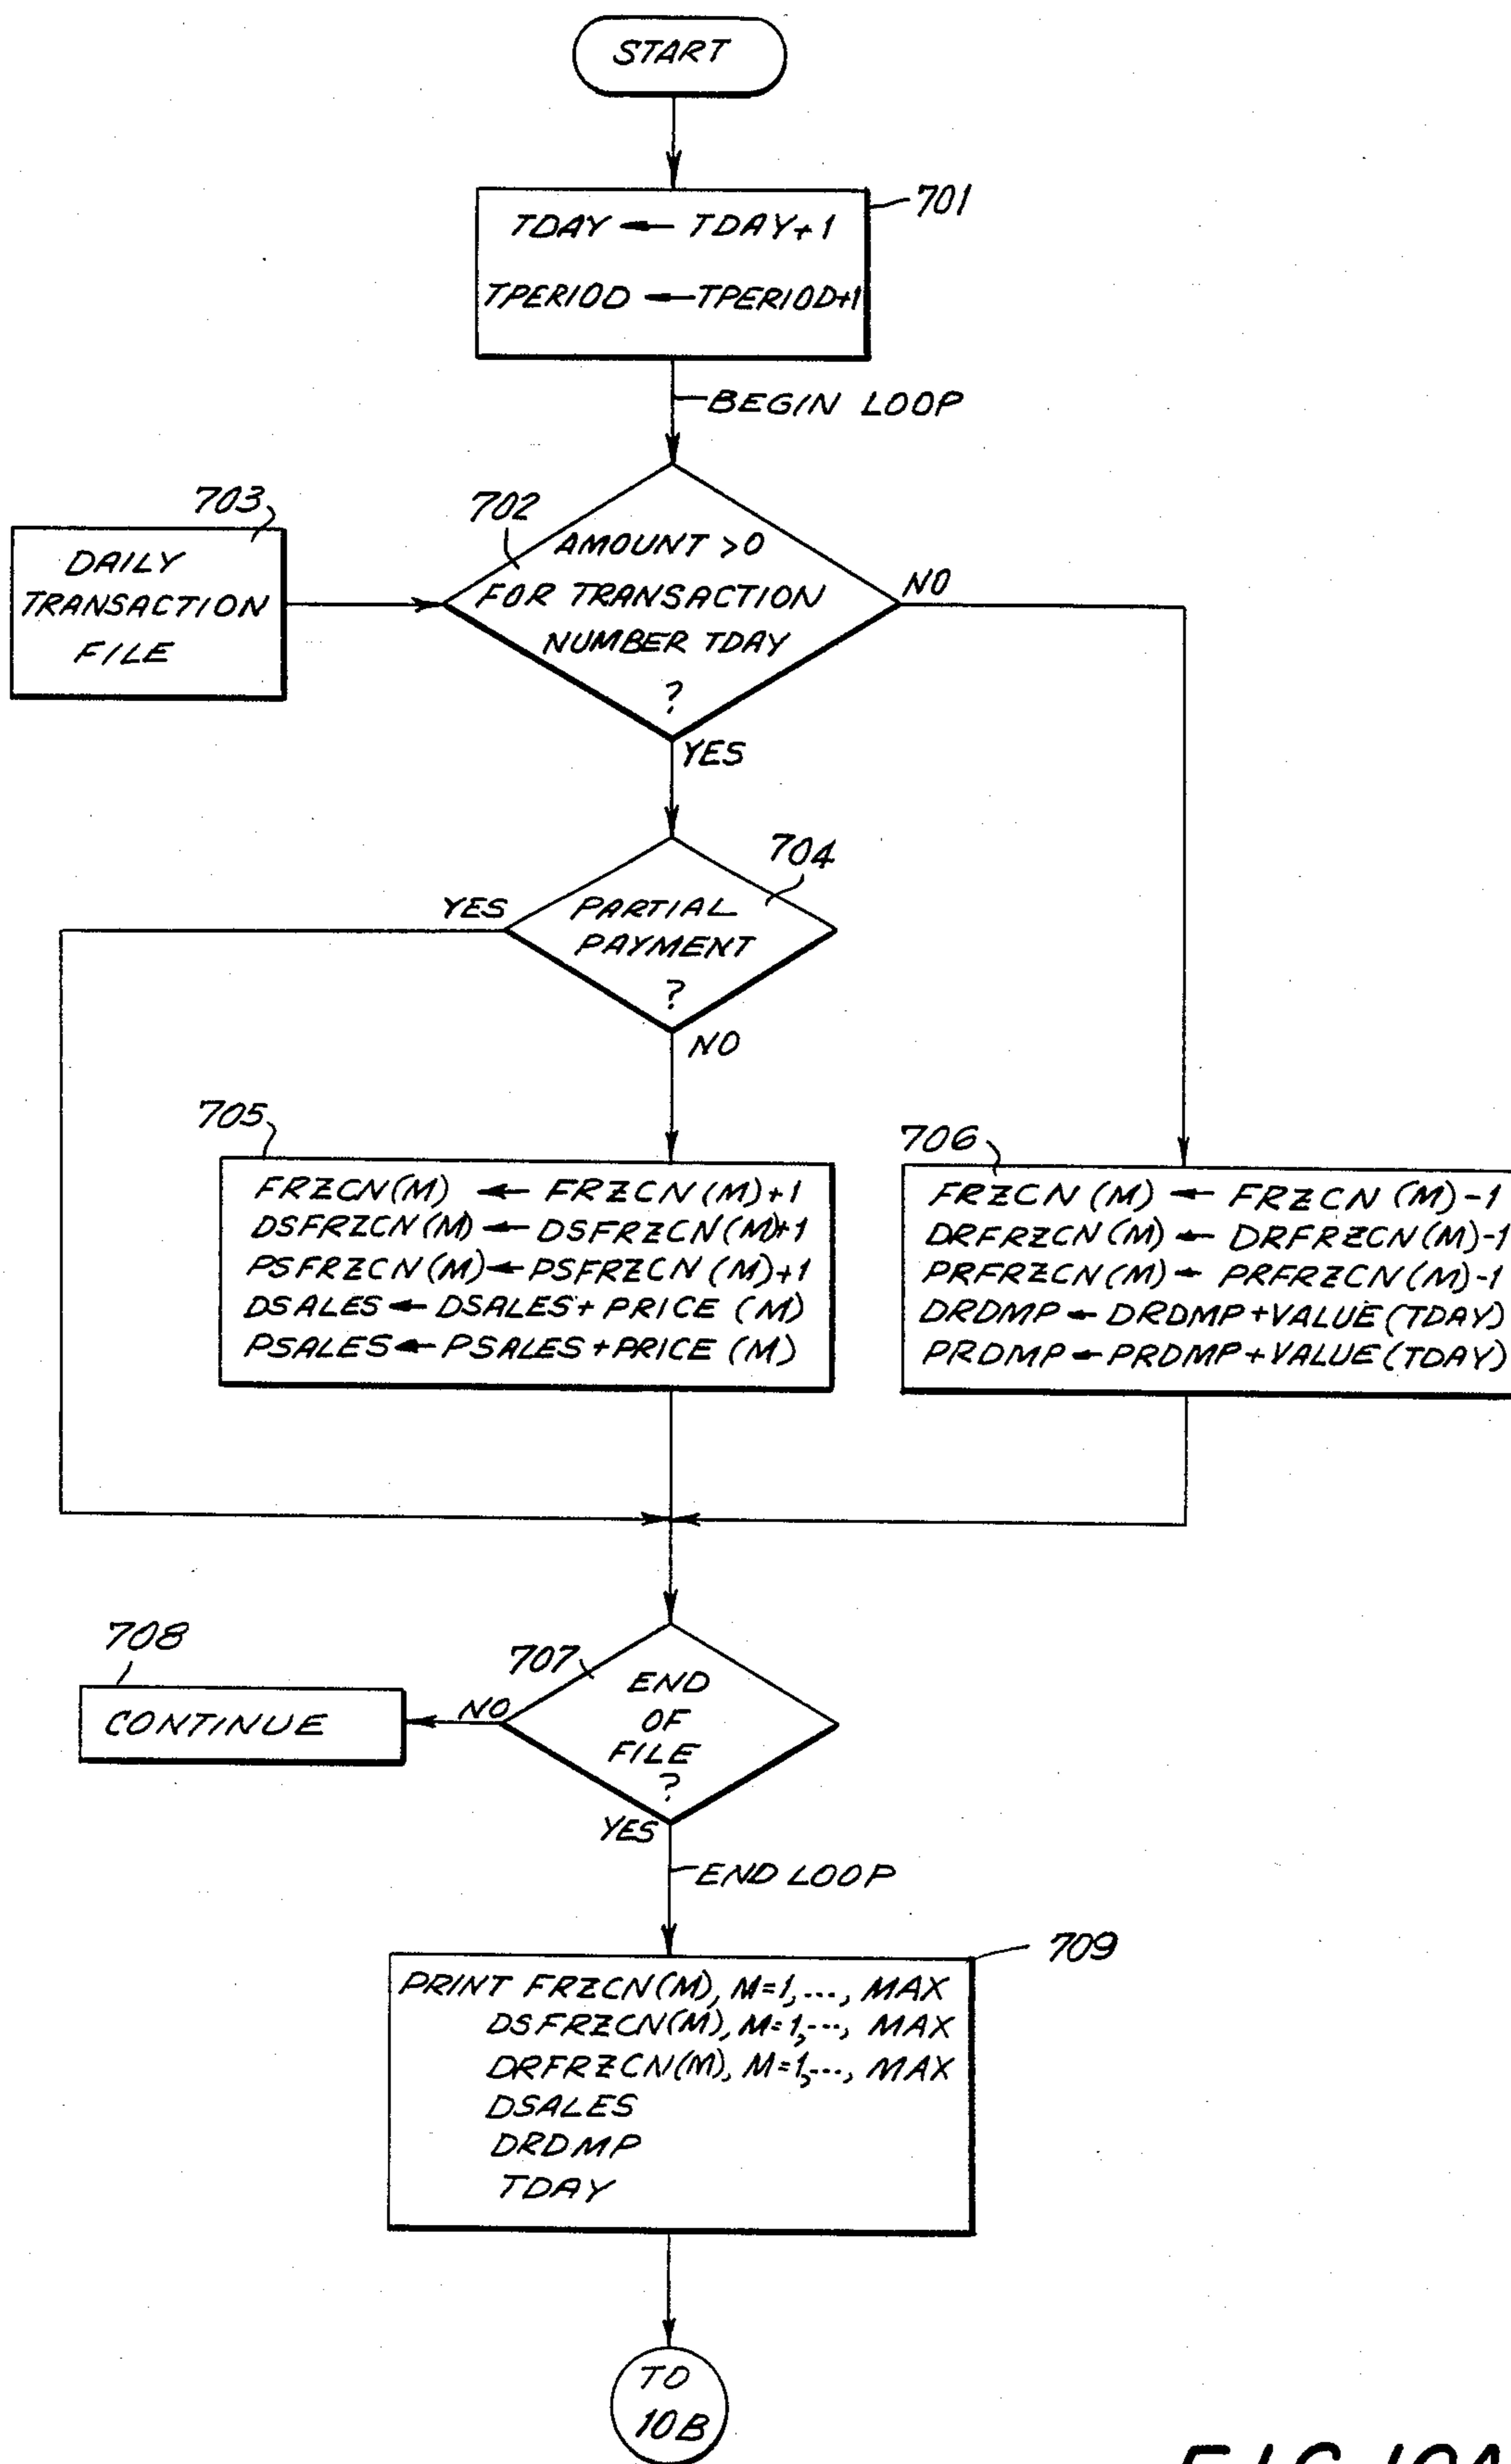 START
701
TDAY ← TDAY+1
TPERIOD ← TPERIOD+1
BEGIN LOOP
703
DAILY
TRANSACTION
FILE
702
AMOUNT >0
FOR TRANSACTION
NUMBER TDAY
?
NO
YES
704
YES
PARTIAL
PAYMENT
?
NO
705
FRZCN(M) ← FRZCN(M)+1
DSFRZCN(M) ← DSFRZCN(M)+1
PSFRZCN(M) ← PSFRZCN(M)+1
DSALES ← DSALES+PRICE (M)
PSALES ← PSALES+PRICE (M)
706
FRZCN (M) ← FRZCN (M)-1
DRFRZCN(M) ← DRFRZCN(M)-1
PRFRZCN(M) ← PRFRZCN(M)-1
DRDMP ← DRDMP+VALUE(TDAY)
PRDMP ← PRDMP+VALUE(TDAY)
708
CONTINUE
NO
707
END
OF
FILE
?
YES
END LOOP
709
PRINT FRZCN(M), M=1,..., MAX
DSFRZCN(M), M=1,..., MAX
DRFRZCN(M), M=1,..., MAX
DSALES
DRDMP
TDAY
TO
10B